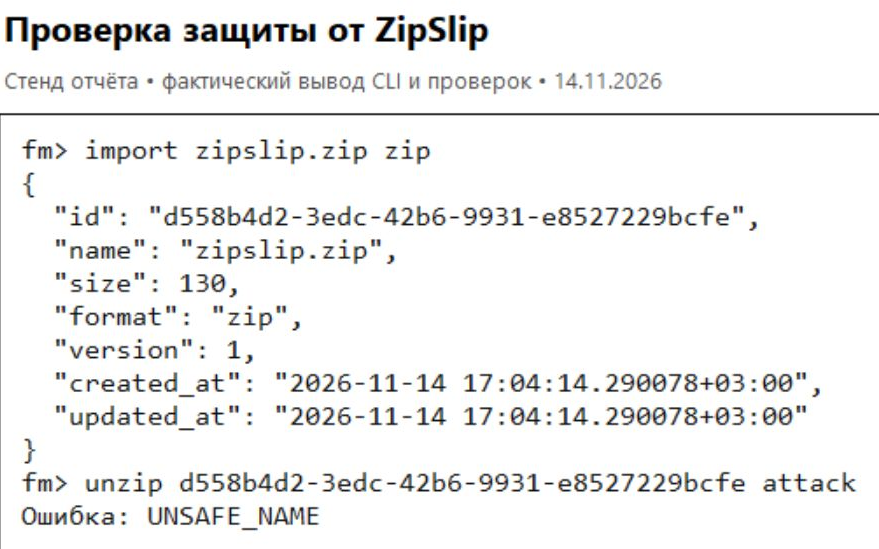 Проверка защиты от ZipSlip
Стенд отчёта • фактический вывод CLI и проверок • 14.11.2026
fm> import zipslip.zip zip
{
  "id": "d558b4d2-3edc-42b6-9931-e8527229bcfe",
  "name": "zipslip.zip",
  "size": 130,
  "format": "zip",
  "version": 1,
  "created_at": "2026-11-14 17:04:14.290078+03:00",
  "updated_at": "2026-11-14 17:04:14.290078+03:00"
}
fm> unzip d558b4d2-3edc-42b6-9931-e8527229bcfe attack
Ошибка: UNSAFE_NAME